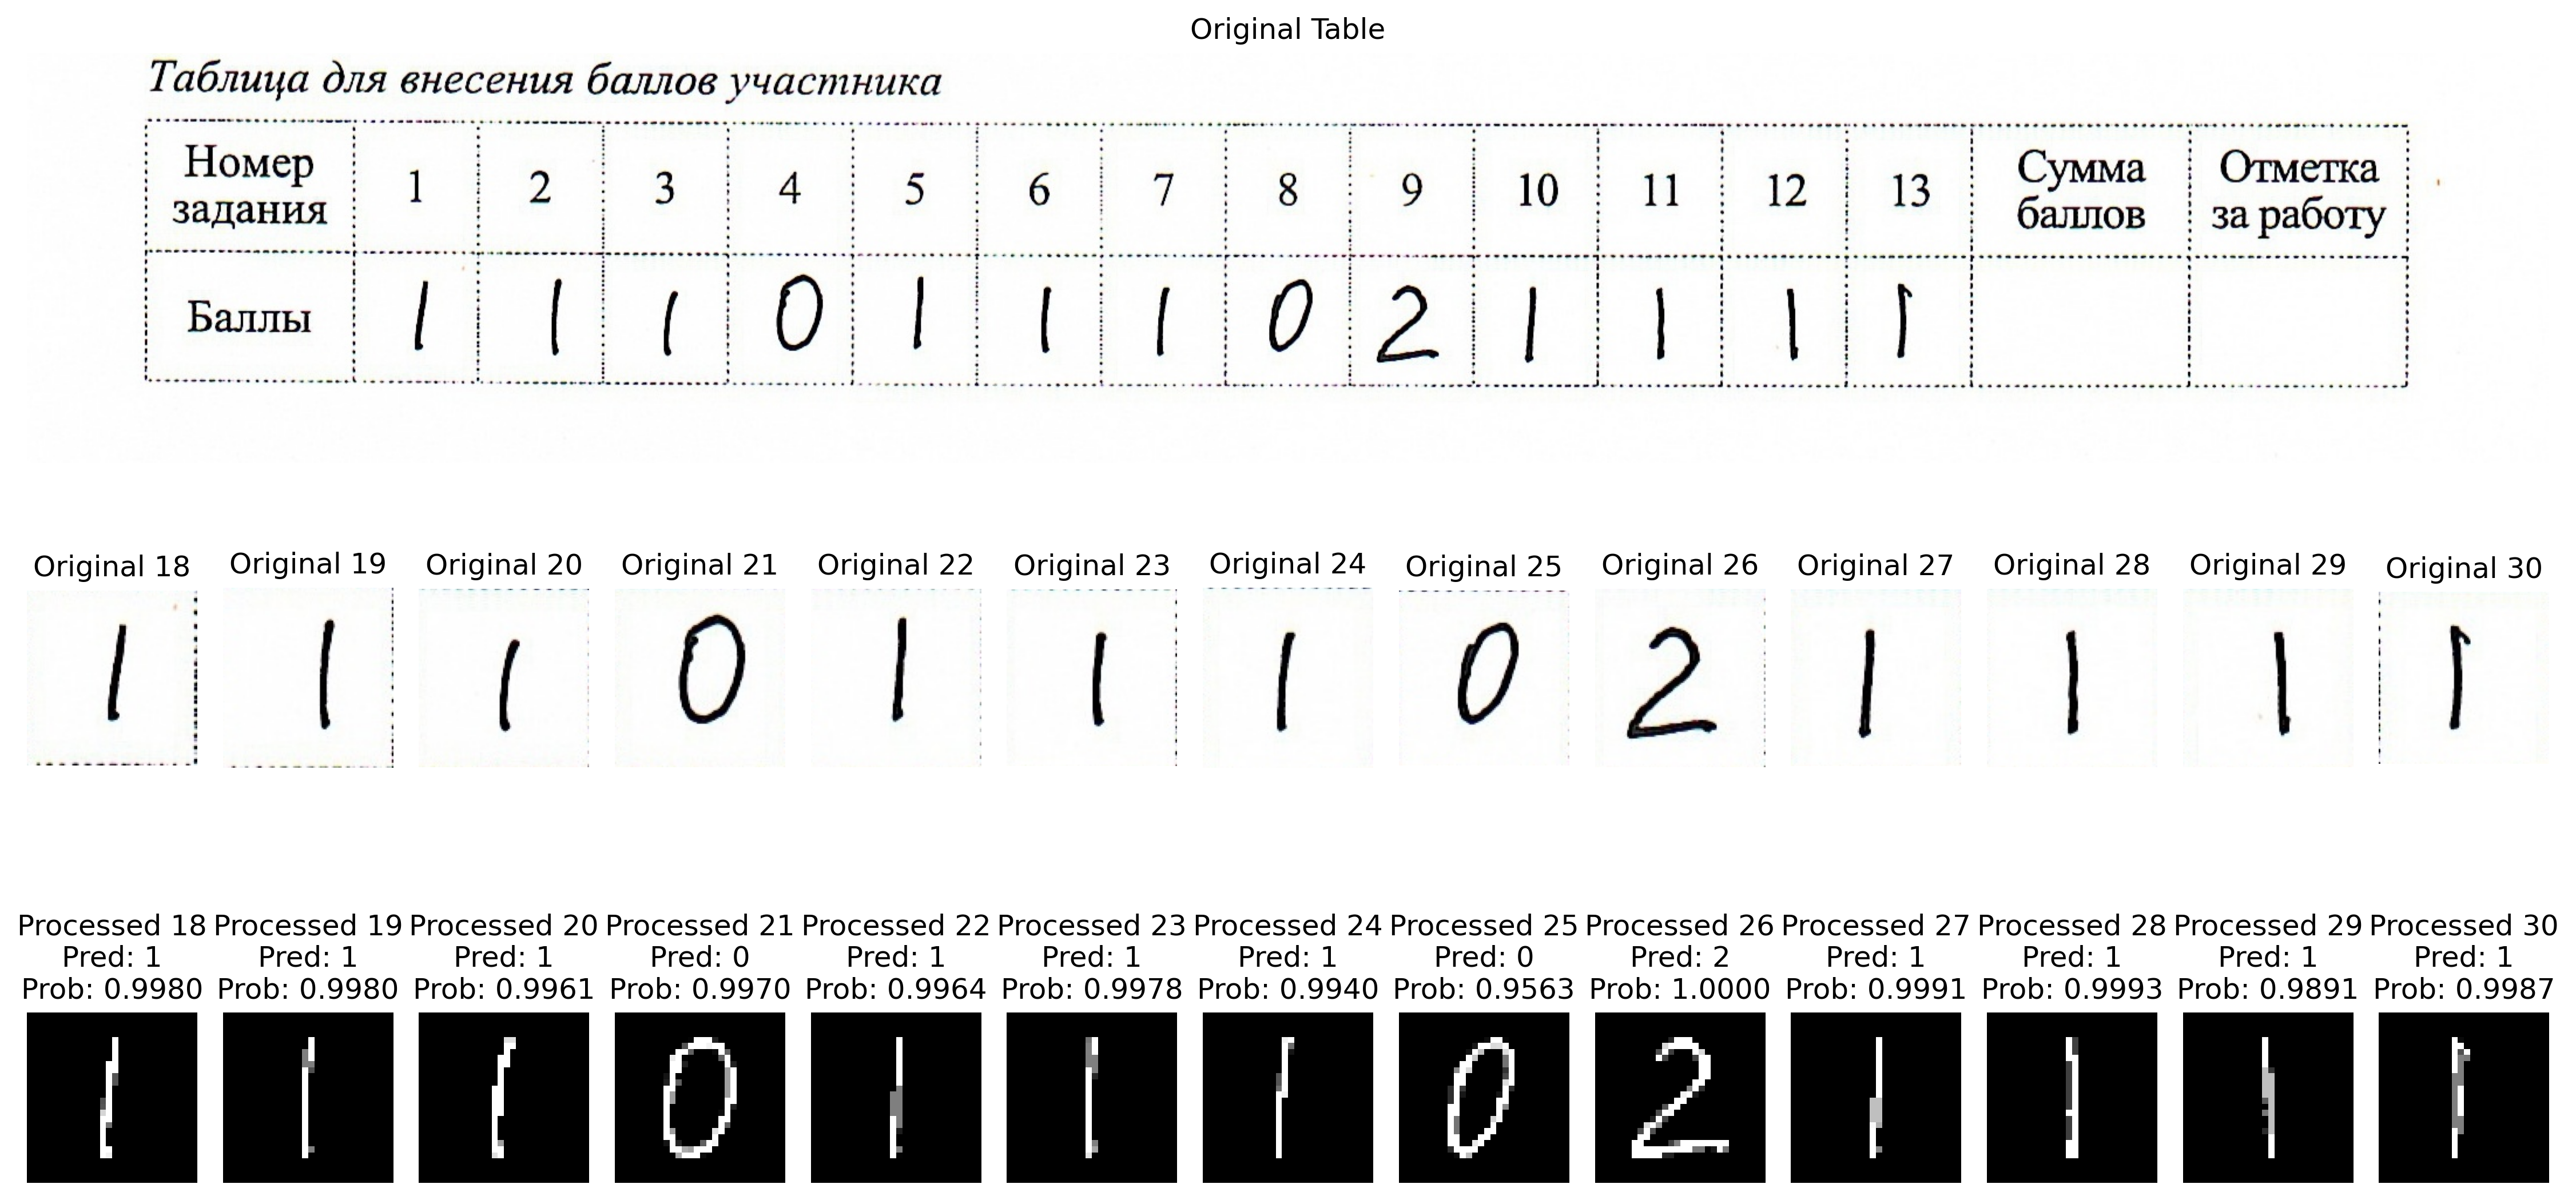 Original Table
Таблица для внесения баллов участника
Номер задания 1 2 3 4 5 6 7 8 9 10 11 12 13 Сумма баллов Отметка за работу
Баллы 1 1 1 0 1 1 1 0 2 1 1 1 1
Original 18 Original 19 Original 20 Original 21 Original 22 Original 23 Original 24 Original 25 Original 26 Original 27 Original 28 Original 29 Original 30
1 1 1 0 1 1 1 0 2 1 1 1 1
Processed 18 Processed 19 Processed 20 Processed 21 Processed 22 Processed 23 Processed 24 Processed 25 Processed 26 Processed 27 Processed 28 Processed 29 Processed 30
Pred: 1 Pred: 1 Pred: 1 Pred: 0 Pred: 1 Pred: 1 Pred: 1 Pred: 0 Pred: 2 Pred: 1 Pred: 1 Pred: 1 Pred: 1
Prob: 0.9980 Prob: 0.9980 Prob: 0.9961 Prob: 0.9970 Prob: 0.9964 Prob: 0.9978 Prob: 0.9940 Prob: 0.9563 Prob: 1.0000 Prob: 0.9991 Prob: 0.9993 Prob: 0.9891 Prob: 0.9987
1 1 1 0 1 1 1 0 2 1 1 1 1